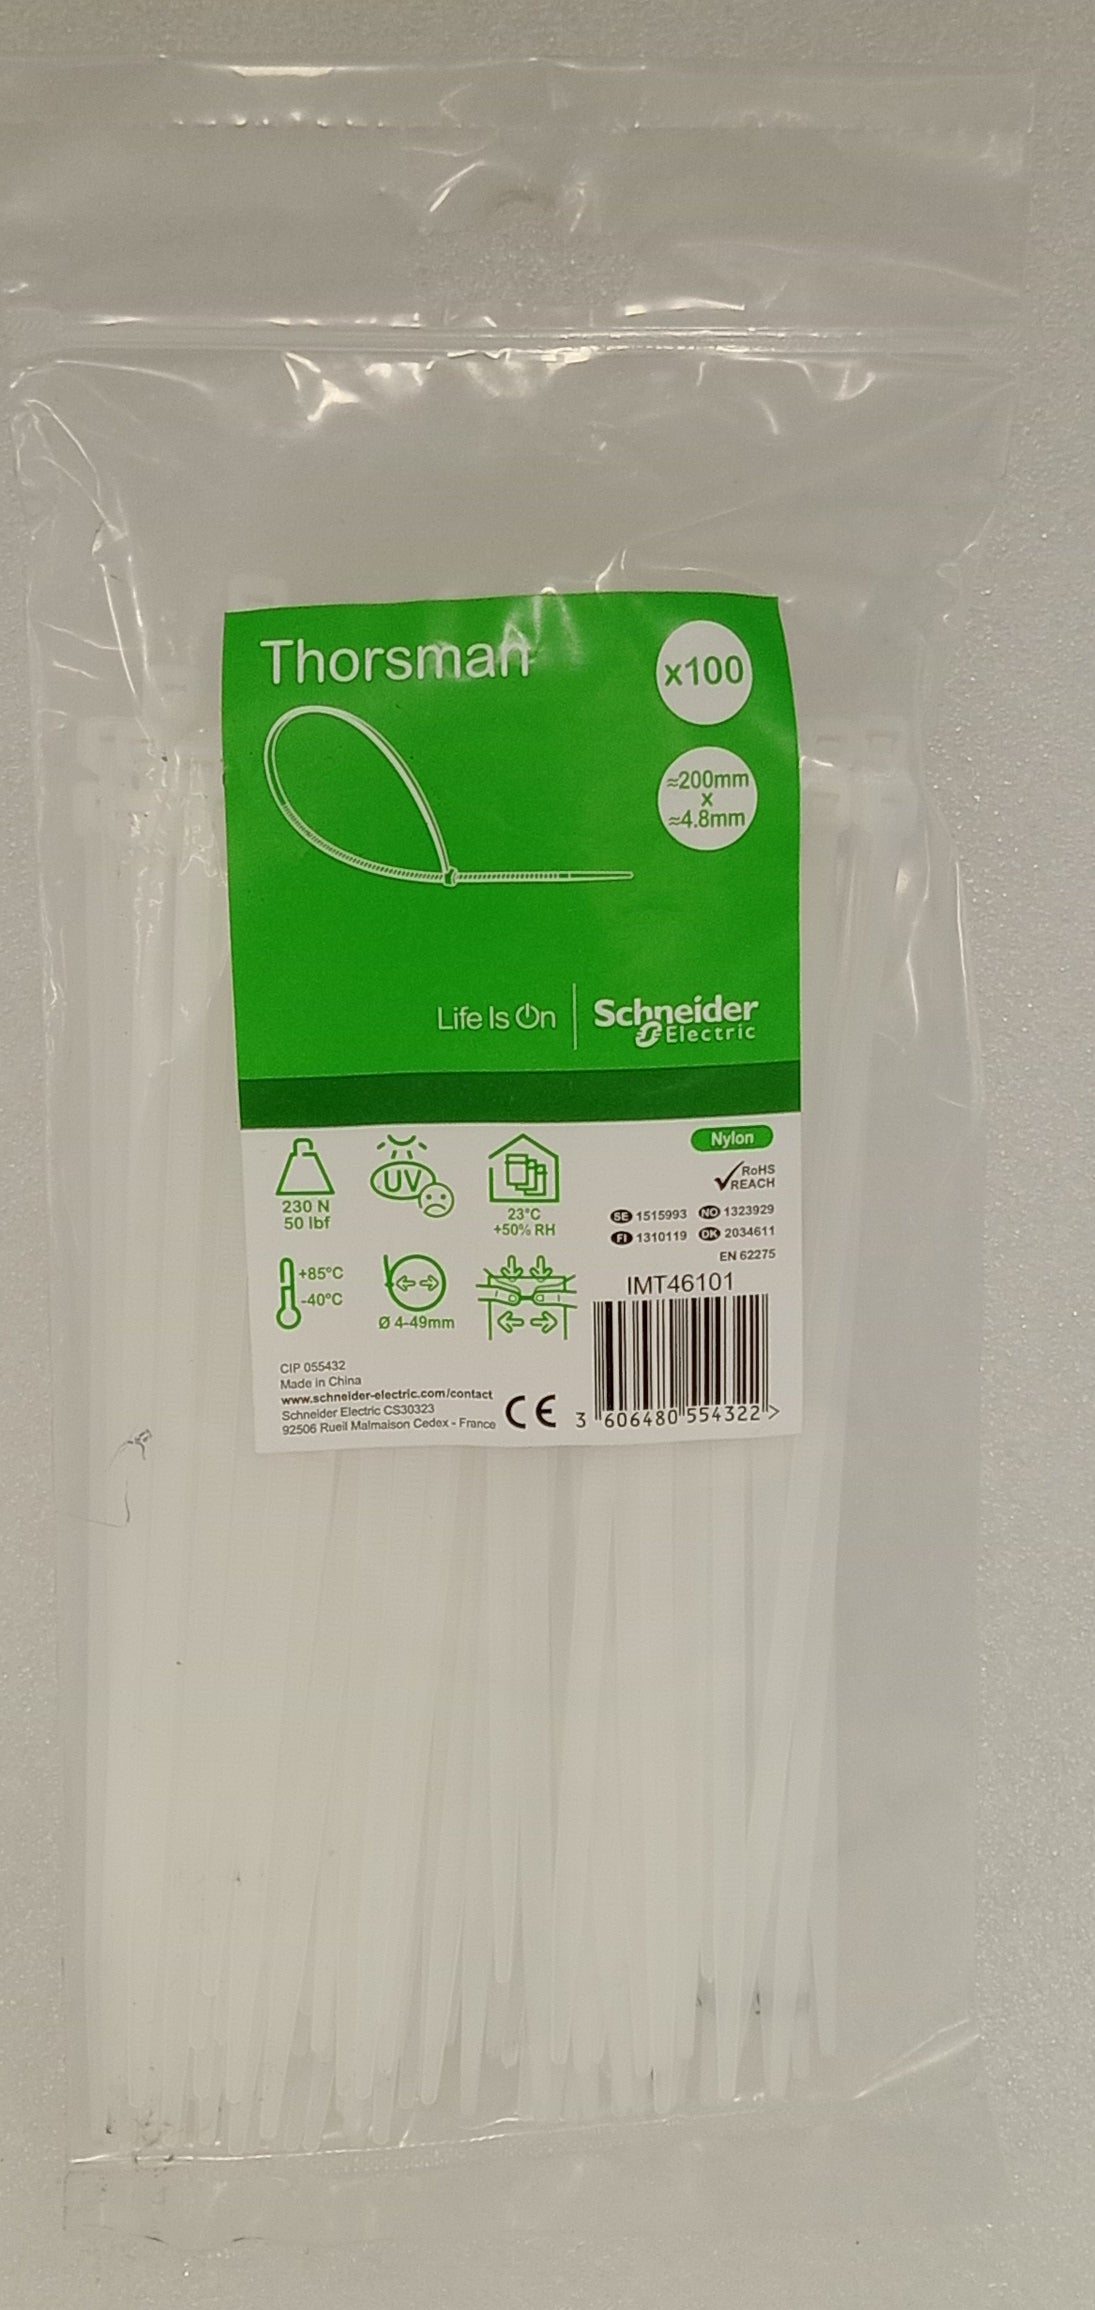 Thorsman
x100
≈200mm
x
≈4.8mm
Life Is On
Schneider
Electric
Nylon
230 N
50 lbf
UV
23°C
+50% RH
RoHS
REACH
SE 1515993 NO 1323929
FI 1310119 DK 2034611
EN 62275
+85°C
-40°C
Ø 4-49mm
IMT46101
CIP 055432
Made in China
www.schneider-electric.com/contact
Schneider Electric CS30323
92506 Rueil Malmaison Cedex - France
CE
3 606480 554322 >